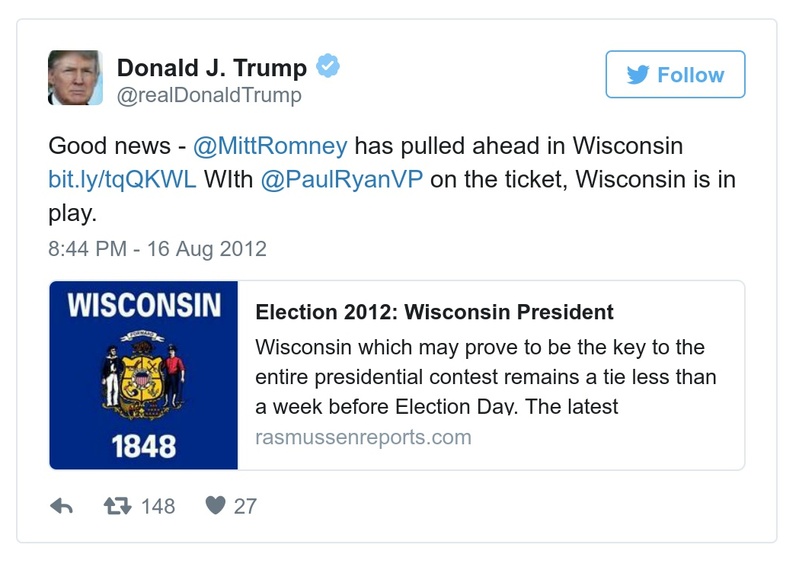 Donald J. Trump
@realDonaldTrump
Follow
Good news - @MittRomney has pulled ahead in Wisconsin
bit.ly/tqQKWL WIth @PaulRyanVP on the ticket, Wisconsin is in
play.
8:44 PM - 16 Aug 2012
WISCONSIN
FORWARD
1848
Election 2012: Wisconsin President
Wisconsin which may prove to be the key to the
entire presidential contest remains a tie less than
a week before Election Day. The latest
rasmussenreports.com
148
27